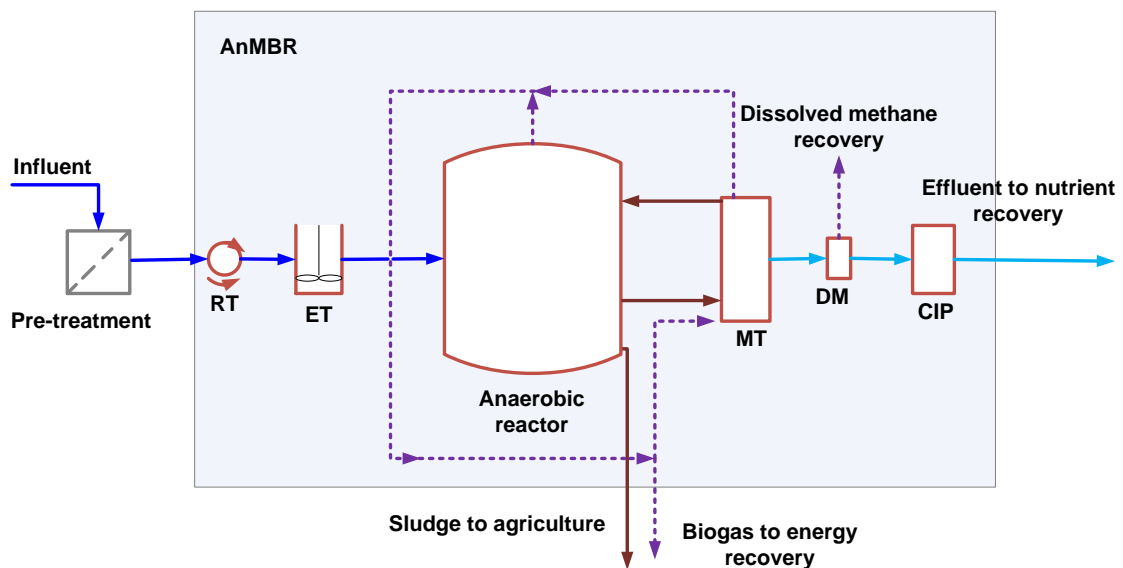 AnMBR
Dissolved methane
recovery
Influent
Effluent to nutrient
recovery
RT
ET
DM
CIP
Pre-treatment
MT
Anaerobic
reactor
Sludge to agriculture
Biogas to energy
recovery